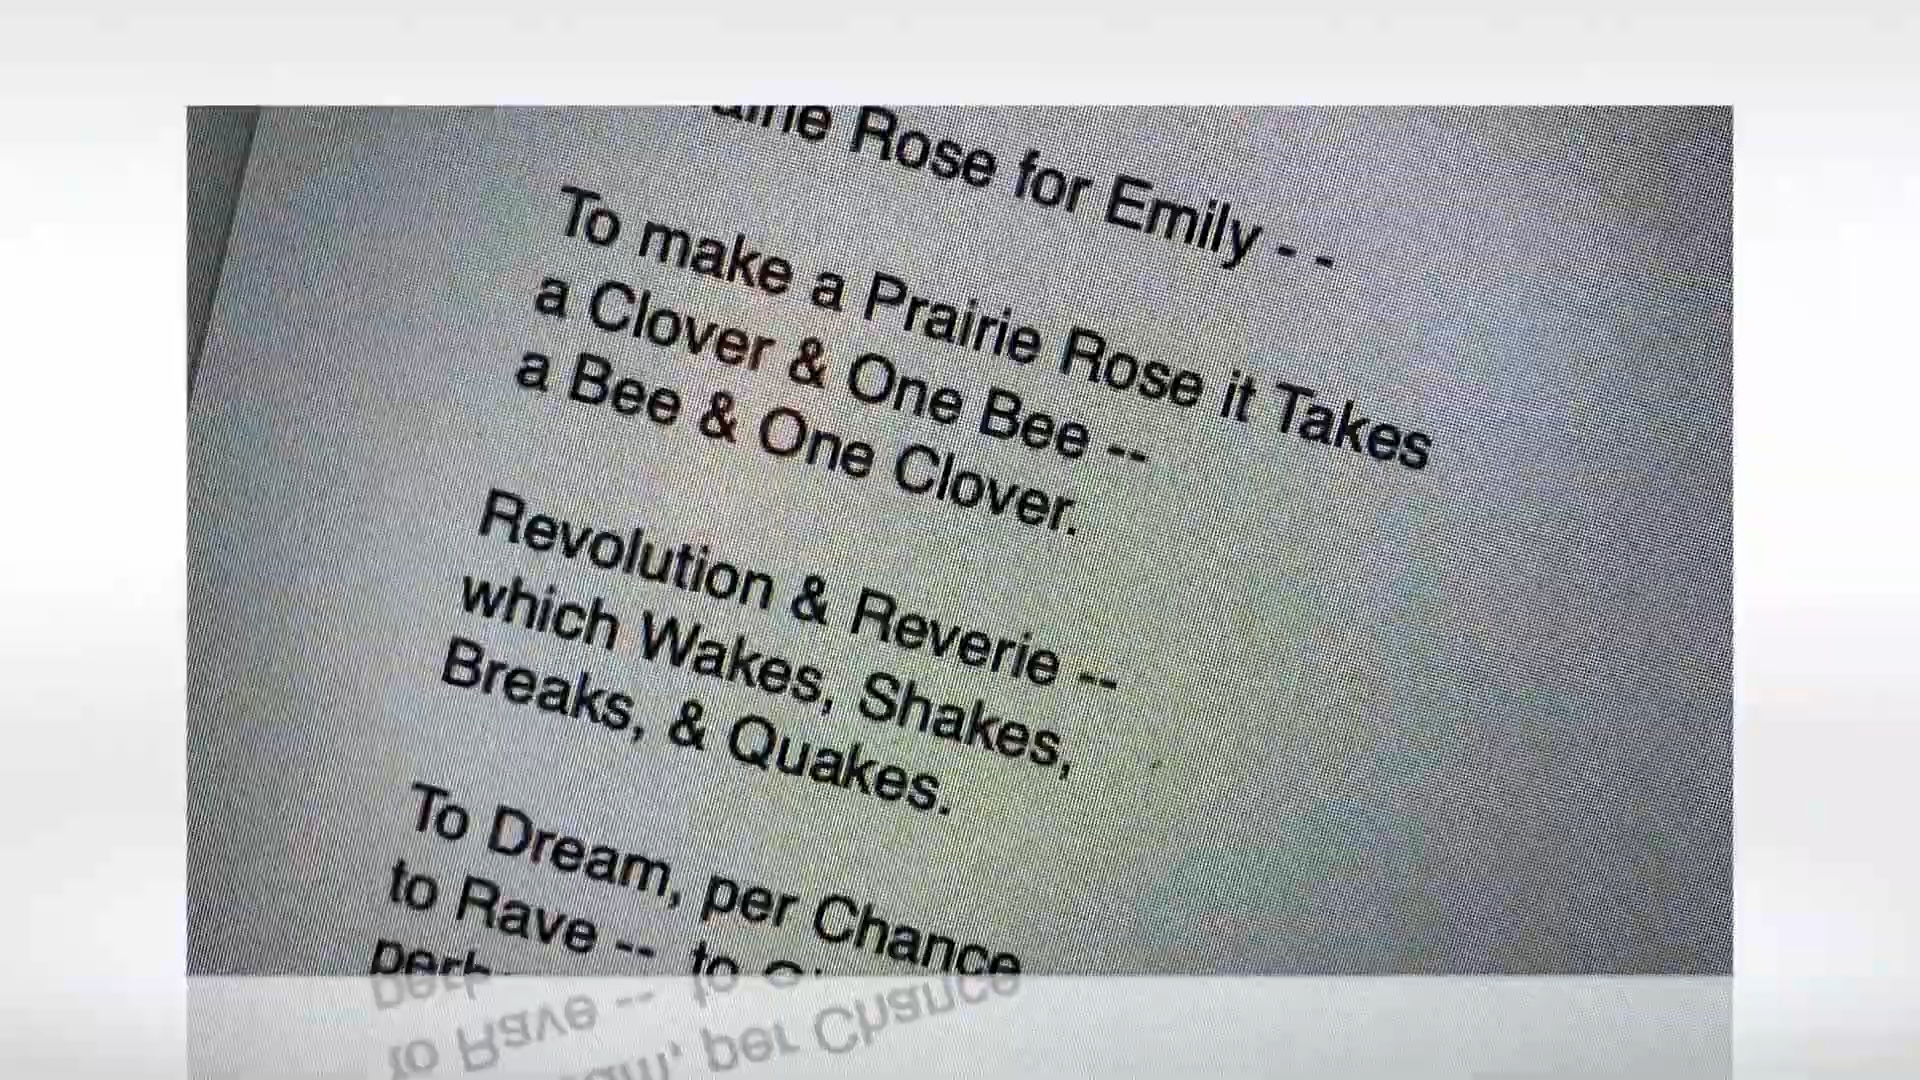 Rose for Emily - -
To make a Prairie Rose it Takes
a Clover & One Bee --
a Bee & One Clover.
Revolution & Reverie --
which Wakes, Shakes,
Breaks, & Quakes.
To Dream, per Chance
to Rave -- to